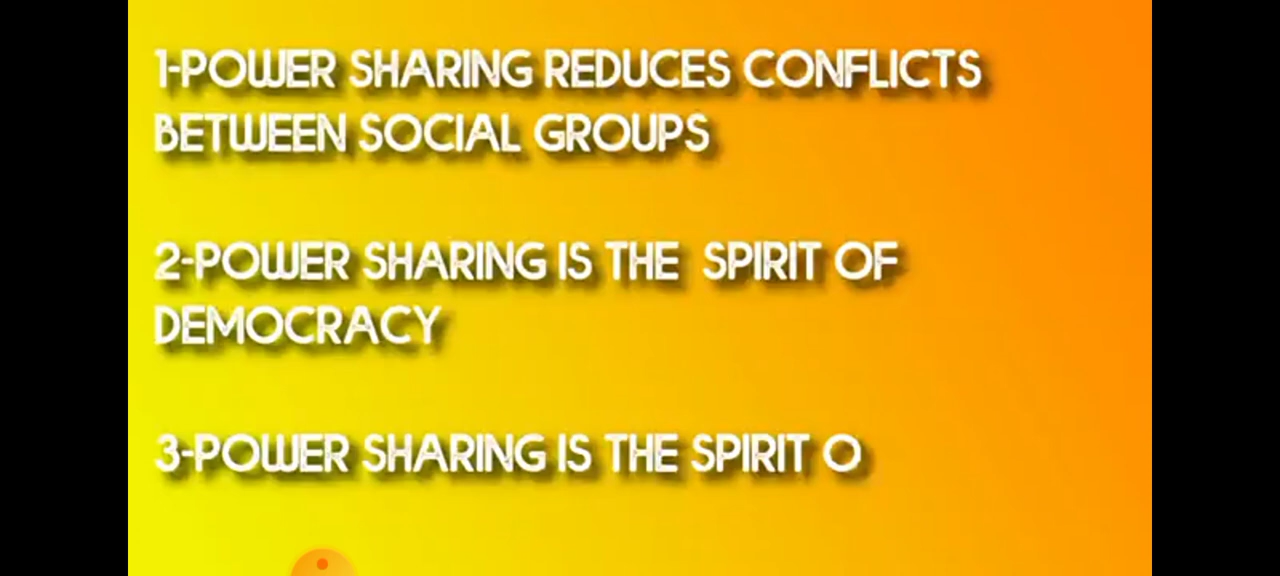 1-POWER SHARING REDUCES CONFLICTS
BETWEEN SOCIAL GROUPS
2-POWER SHARING IS THE SPIRIT OF
DEMOCRACY
3-POWER SHARING IS THE SPIRIT O